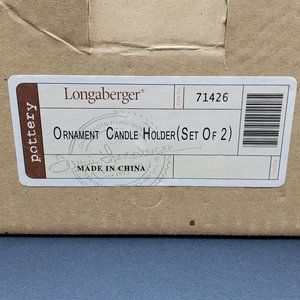 pottery
Longaberger®
71426
ORNAMENT CANDLE HOLDER (SET OF 2)
MADE IN CHINA